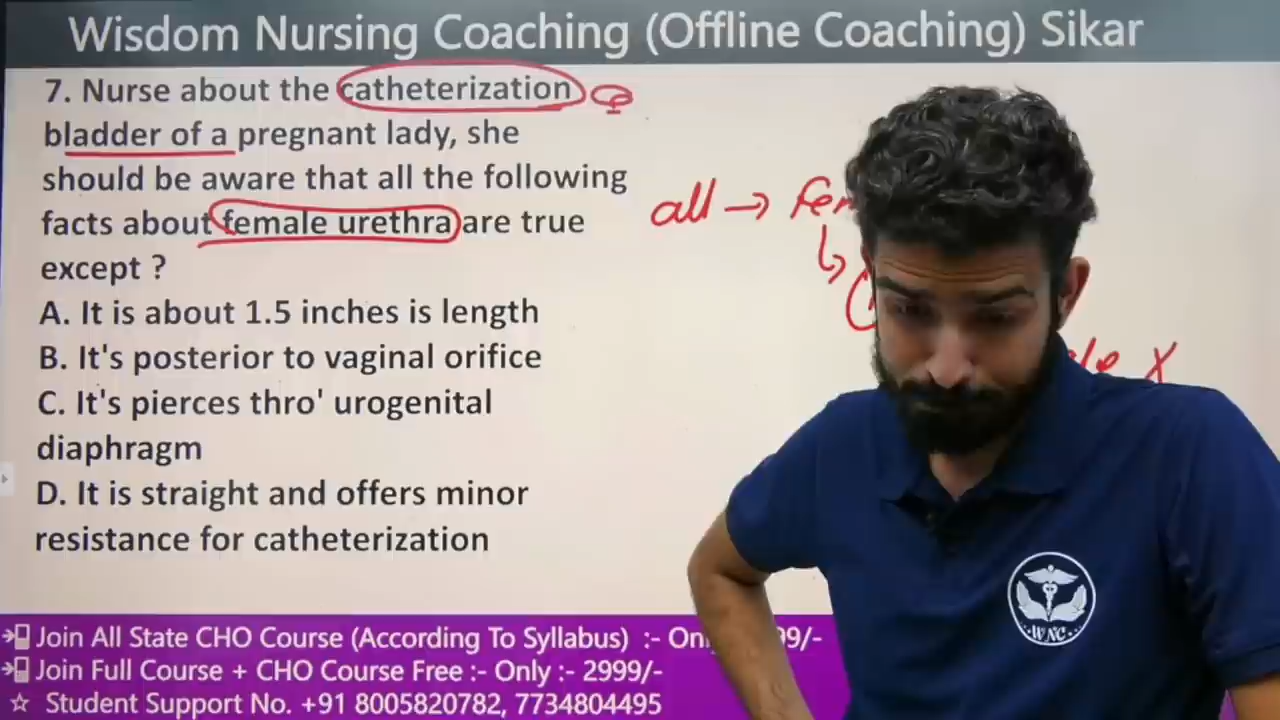 Wisdom Nursing Coaching (Offline Coaching) Sikar
7. Nurse about the catheterization
bladder of a pregnant lady, she
should be aware that all the following
facts about female urethra are true
except ?
A. It is about 1.5 inches is length
B. It's posterior to vaginal orifice
C. It's pierces thro' urogenital
diaphragm
D. It is straight and offers minor
resistance for catheterization
all →
WNC
Join All State CHO Course (According To Syllabus) :- 99/-
Join Full Course + CHO Course Free :- Only :- 2999/-
☆ Student Support No. +91 8005820782, 7734804495